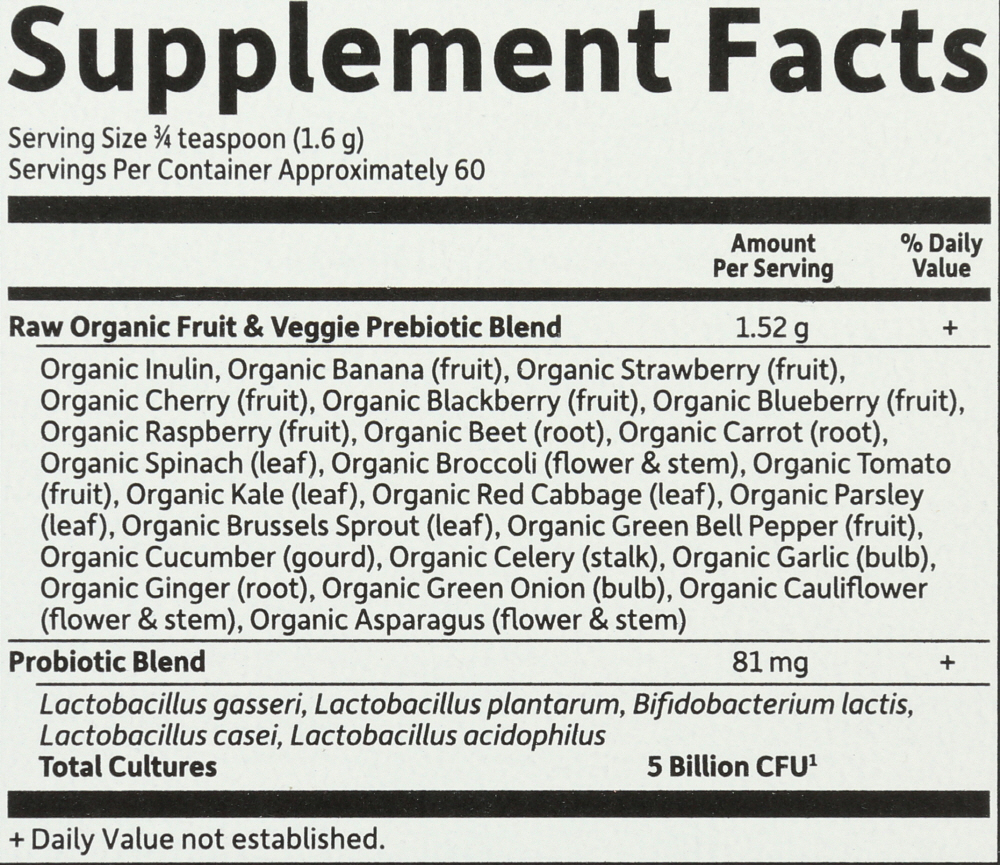 Supplement Facts
Serving Size ¾ teaspoon (1.6 g)
Servings Per Container Approximately 60
Amount Per Serving % Daily Value
Raw Organic Fruit & Veggie Prebiotic Blend 1.52 g +
Organic Inulin, Organic Banana (fruit), Organic Strawberry (fruit),
Organic Cherry (fruit), Organic Blackberry (fruit), Organic Blueberry (fruit),
Organic Raspberry (fruit), Organic Beet (root), Organic Carrot (root),
Organic Spinach (leaf), Organic Broccoli (flower & stem), Organic Tomato
(fruit), Organic Kale (leaf), Organic Red Cabbage (leaf), Organic Parsley
(leaf), Organic Brussels Sprout (leaf), Organic Green Bell Pepper (fruit),
Organic Cucumber (gourd), Organic Celery (stalk), Organic Garlic (bulb),
Organic Ginger (root), Organic Green Onion (bulb), Organic Cauliflower
(flower & stem), Organic Asparagus (flower & stem)
Probiotic Blend 81 mg +
Lactobacillus gasseri, Lactobacillus plantarum, Bifidobacterium lactis,
Lactobacillus casei, Lactobacillus acidophilus
Total Cultures 5 Billion CFU¹
+ Daily Value not established.